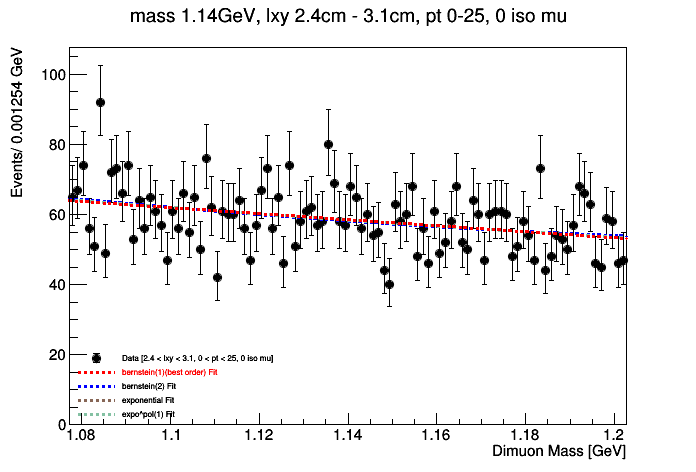 mass 1.14GeV, lxy 2.4cm - 3.1cm, pt 0-25, 0 iso mu
Events/ 0.001254 GeV
100
80
60
40
20
0
Data [2.4 < lxy < 3.1, 0 < pt < 25, 0 iso mu]
bernstein(1)(best order) Fit
bernstein(2) Fit
exponential Fit
expo*pol(1) Fit
1.08 1.1 1.12 1.14 1.16 1.18 1.2
Dimuon Mass [GeV]